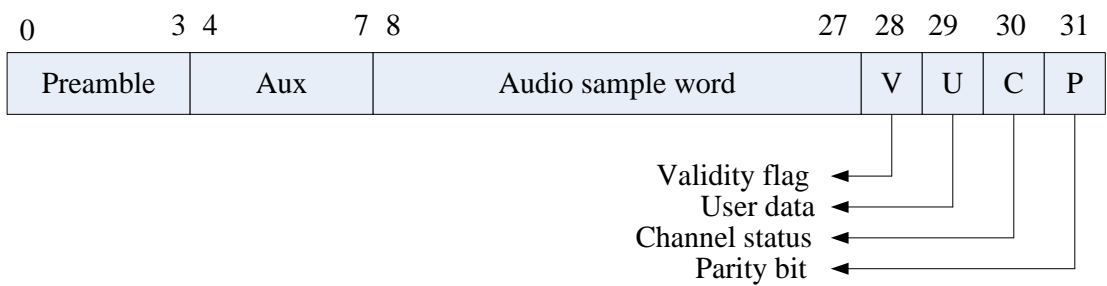 0 3 4 7 8 27 28 29 30 31
Preamble Aux Audio sample word V U C P
Validity flag
User data
Channel status
Parity bit